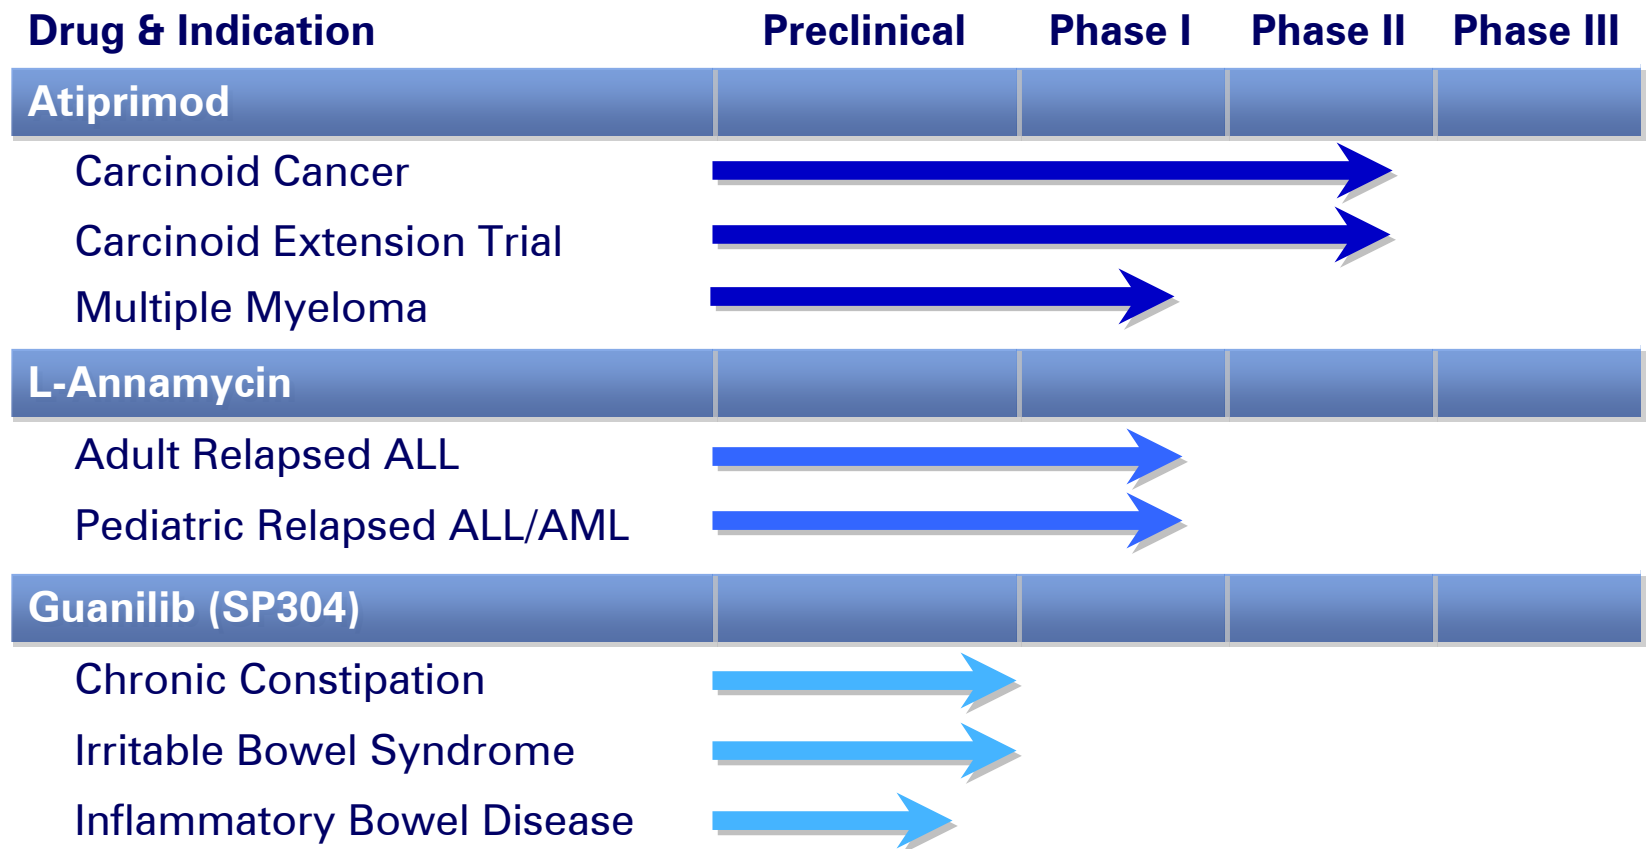 Drug & Indication Preclinical Phase I Phase II Phase III
Atiprimod
Carcinoid Cancer
Carcinoid Extension Trial
Multiple Myeloma
L-Annamycin
Adult Relapsed ALL
Pediatric Relapsed ALL/AML
Guanilib (SP304)
Chronic Constipation
Irritable Bowel Syndrome
Inflammatory Bowel Disease